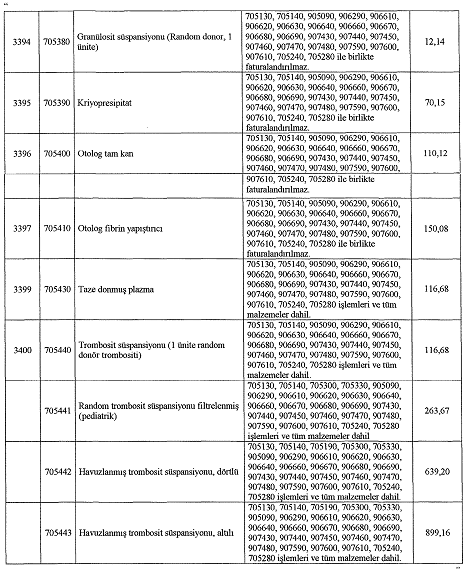 “
705130, 705140, 905090, 906290, 906610,
906620, 906630, 906640, 906660, 906670,
3394 705380 Granülosit süspansiyonu (Random donor, 1 906680, 906690, 907430, 907440, 907450, 12,14
ünite) 907460, 907470, 907480, 907590, 907600,
907610, 705240, 705280 ile birlikte
faturalandırılmaz.
705130, 705140, 905090, 906290, 906610,
906620, 906630, 906640, 906660, 906670,
3395 705390 Kriyopresipitat 906680, 906690, 907430, 907440, 907450, 70,15
907460, 907470, 907480, 907590, 907600,
907610, 705240, 705280 ile birlikte
faturalandırılmaz.
705130, 705140, 905090, 906290, 906610,
3396 705400 Otolog tam kan 906620, 906630, 906640, 906660, 906670, 110,12
906680, 906690, 907430, 907440, 907450,
907460, 907470, 907480, 907590, 907600,
907610, 705240, 705280 ile birlikte
faturalandırılmaz.
705130, 705140, 905090, 906290, 906610,
906620, 906630, 906640, 906660, 906670,
3397 705410 Otolog fibrin yapıştırıcı 906680, 906690, 907430, 907440, 907450, 150,08
907460, 907470, 907480, 907590, 907600,
907610, 705240, 705280 ile birlikte
faturalandırılmaz.
705130, 705140, 905090, 906290, 906610,
906620, 906630, 906640, 906660, 906670,
3399 705430 Taze donmuş plazma 906680, 906690, 907430, 907440, 907450, 116,68
907460, 907470, 907480, 907590, 907600,
907610, 705240, 705280 işlemleri ve tüm
malzemeler dahil.
705130, 705140, 905090, 906290, 906610,
906620, 906630, 906640, 906660, 906670,
3400 705440 Trombosit süspansiyonu (1 ünite random 906680, 906690, 907430, 907440, 907450, 116,68
donör trombositi) 907460, 907470, 907480, 907590, 907600,
907610, 705240, 705280 işlemleri ve tüm
malzemeler dahil.
705130, 705140, 705300, 705330, 905090,
906290, 906610, 906620, 906630, 906640,
705441 Random trombosit süspansiyonu filtrelenmiş 906660, 906670, 906680, 906690, 907430, 263,67
(pediatrik) 907440, 907450, 907460, 907470, 907480,
907590, 907600, 907610, 705240, 705280
işlemleri ve tüm malzemeler dahil
705130, 705140, 705190, 705300, 705330,
905090, 906290, 906610, 906620, 906630,
705442 Havuzlanmış trombosit süspansiyonu, dörtlü 906640, 906660, 906670, 906680, 906690, 639,20
907430, 907440, 907450, 907460, 907470,
907480, 907590, 907600, 907610, 705240,
705280 işlemleri ve tüm malzemeler dahil.
705130, 705140, 705190, 705300, 705330,
905090, 906290, 906610, 906620, 906630,
705443 Havuzlanmış trombosit süspansiyonu, altılı 906640, 906660, 906670, 906680, 906690, 899,16
907430, 907440, 907450, 907460, 907470,
907480, 907590, 907600, 907610, 705240,
705280 işlemleri ve tüm malzemeler dahil.
”